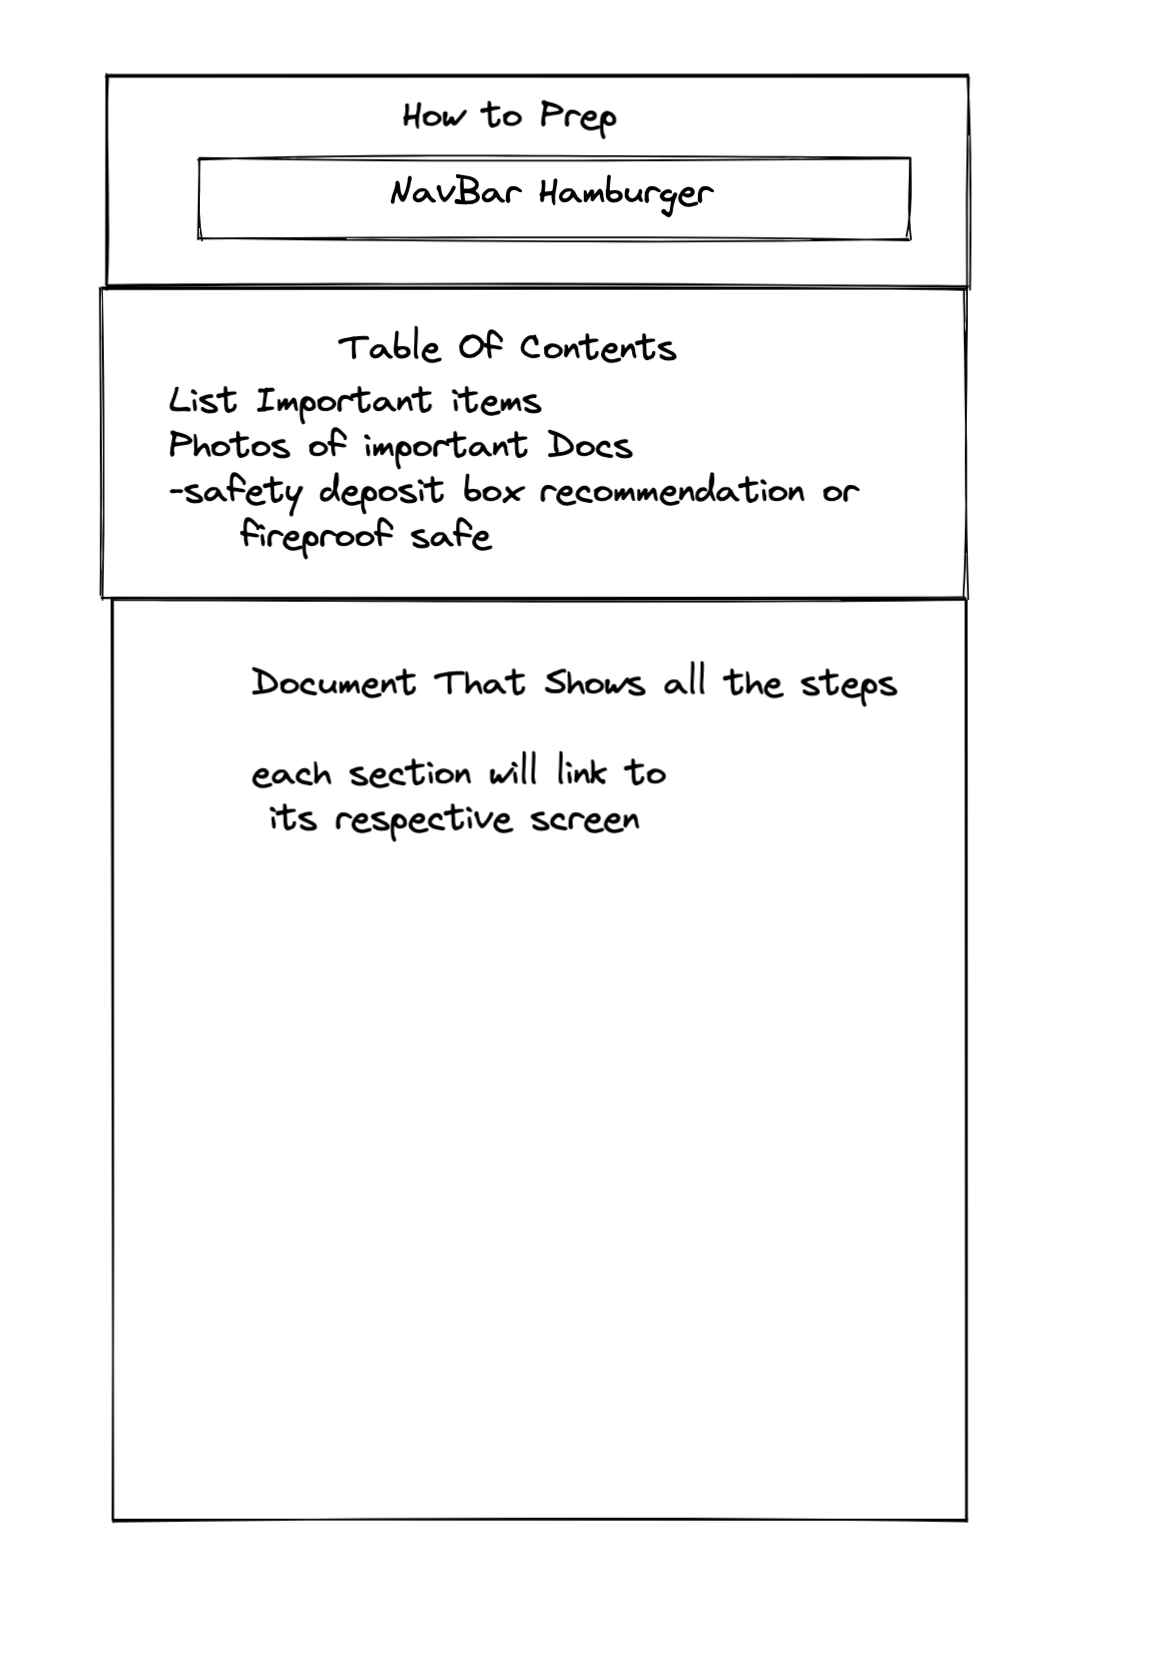 How to Prep
NavBar Hamburger
Table Of Contents
List Important items
Photos of important Docs
-safety deposit box recommendation or
fireproof safe
Document That Shows all the steps
each section will link to
its respective screen